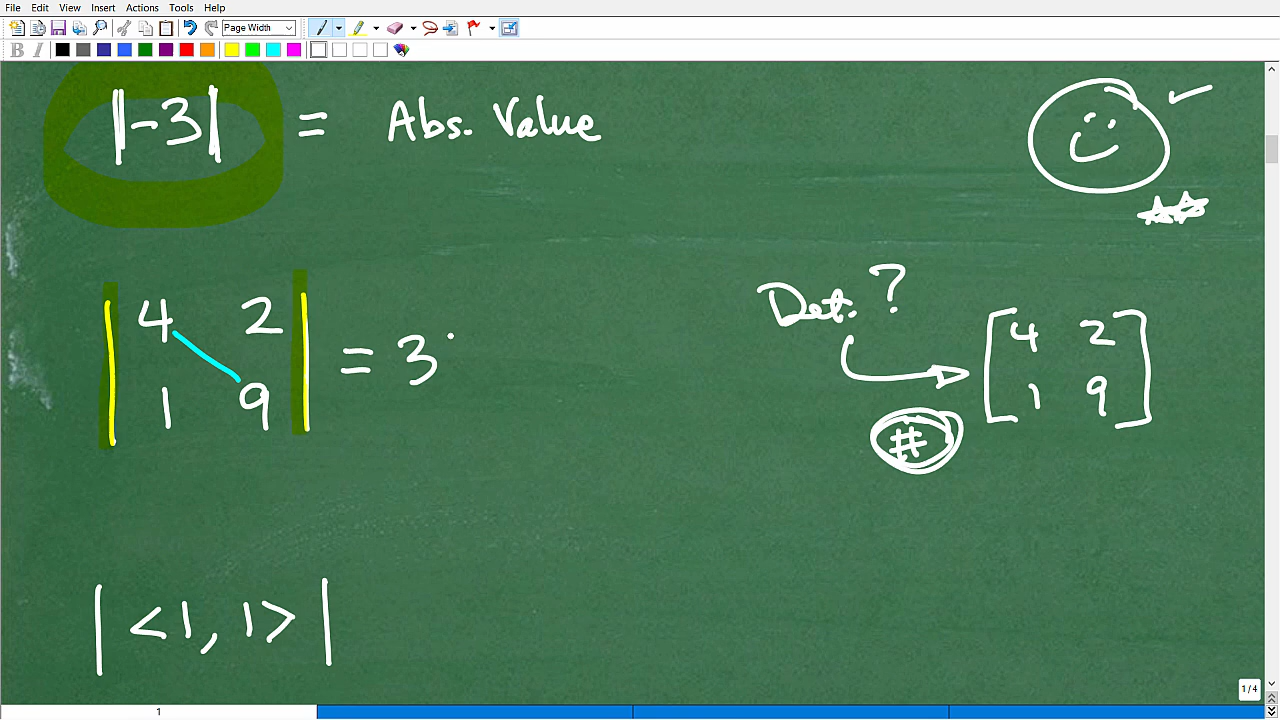 File Edit View Insert Actions Tools Help
Page Width
B I
|-3| = Abs. Value
Det. ?
4 2
1 9
= 3
4 2
1 9
#
| <1, 1> |
1/4
1